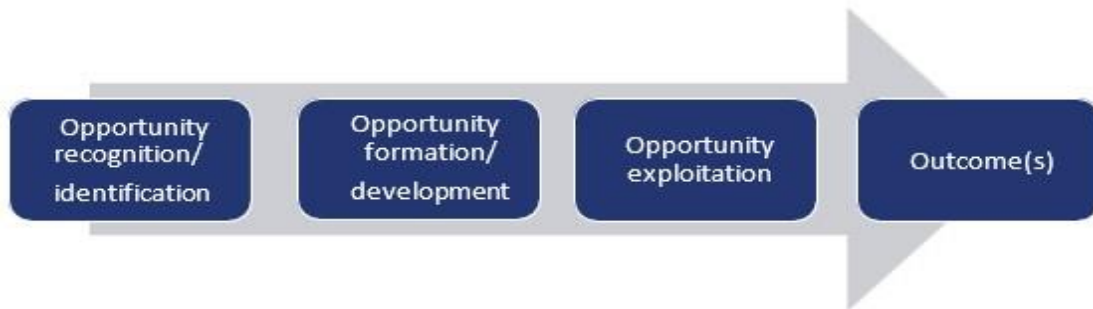 Opportunity
recognition/
identification
Opportunity
formation/
development
Opportunity
exploitation
Outcome(s)